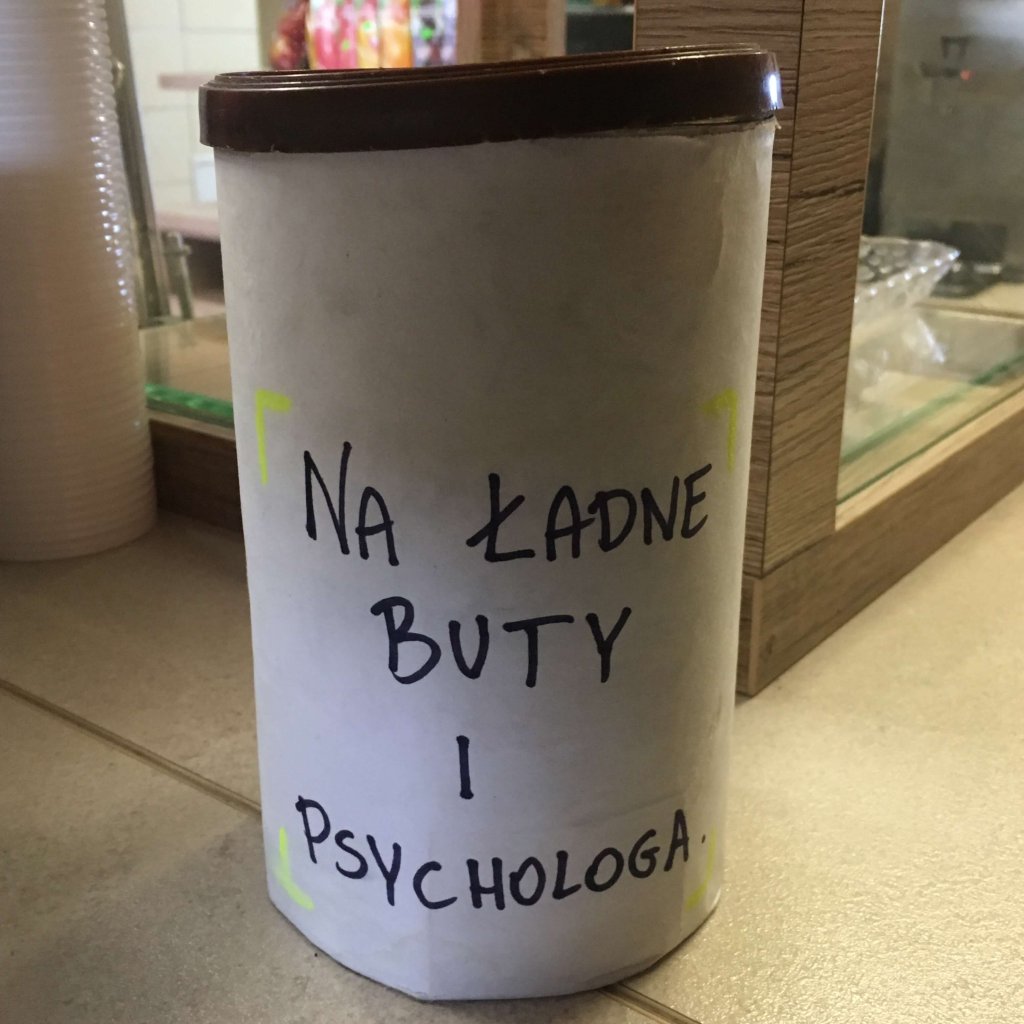 NA ŁADNE
BUTY
I
PSYCHOLOGA.